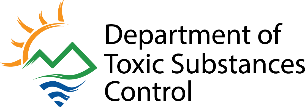 Department of
Toxic Substances
Control